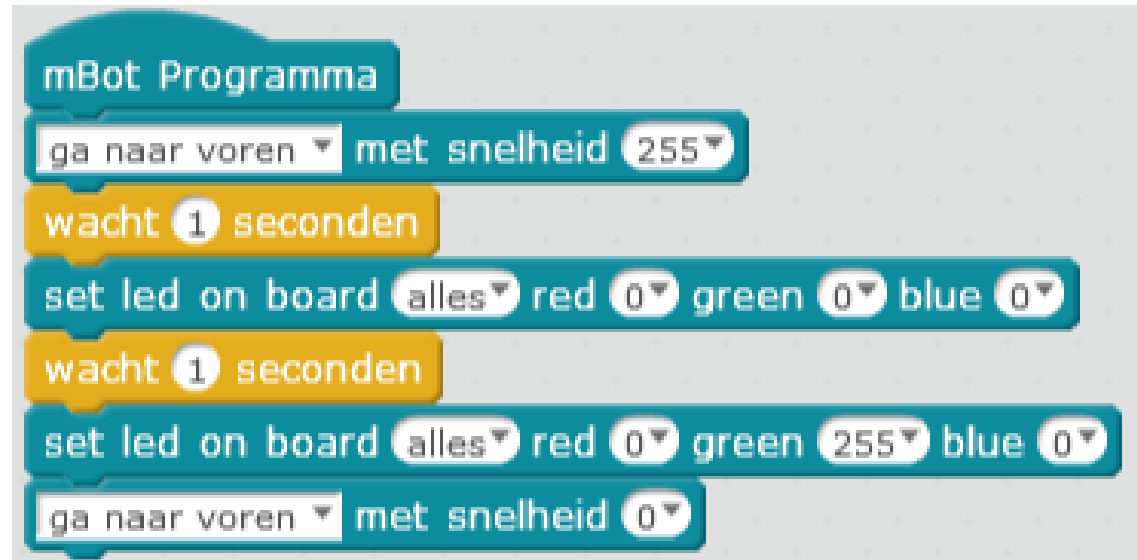 mBot Programma
ga naar voren met snelheid 255
wacht 1 seconden
set led on board alles red 0 green 0 blue 0
wacht 1 seconden
set led on board alles red 0 green 255 blue 0
ga naar voren met snelheid 0